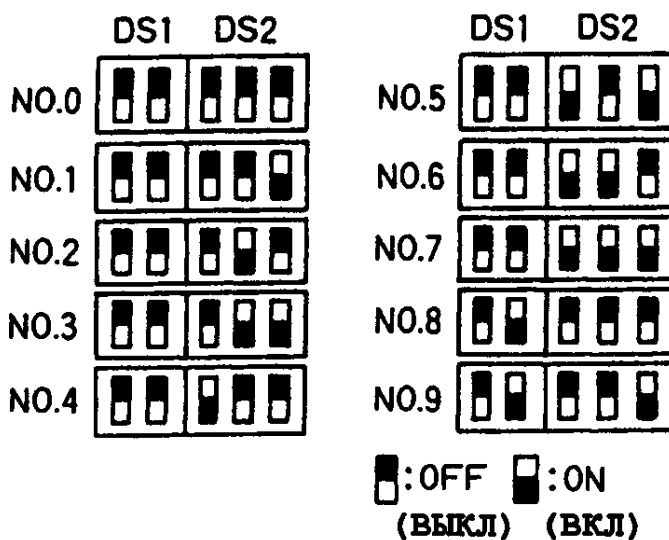 DS1 DS2 DS1 DS2
NO.0 NO.5
NO.1 NO.6
NO.2 NO.7
NO.3 NO.8
NO.4 NO.9
:OFF :ON
(ВЫКЛ) (ВКЛ)